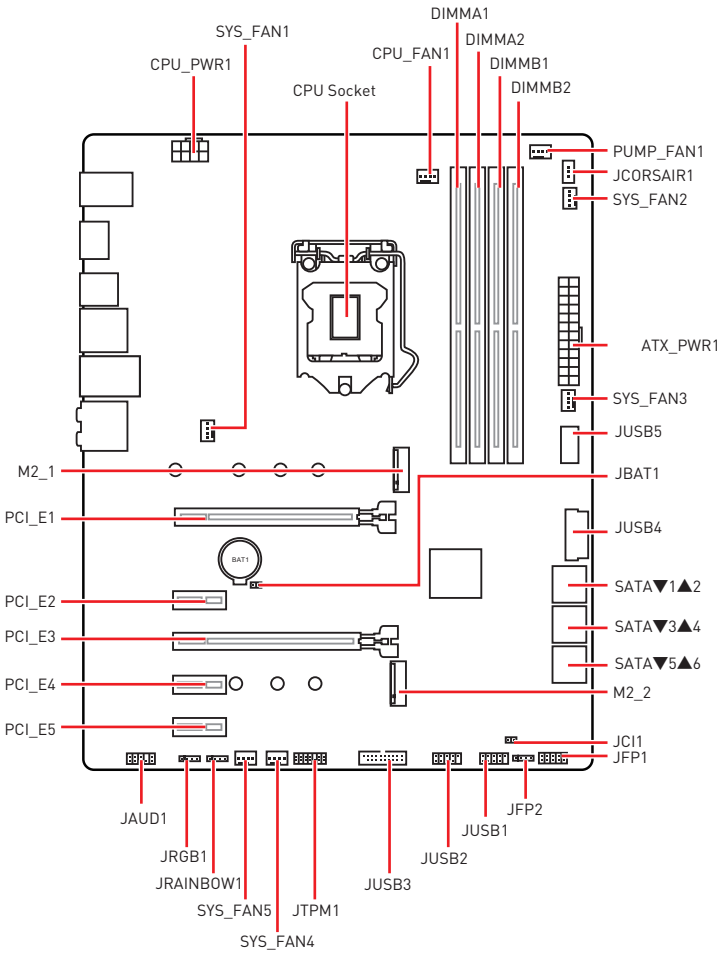 DIMMA1
SYS_FAN1
DIMMA2
CPU_FAN1
CPU_PWR1
DIMMB1
CPU Socket
DIMMB2
PUMP_FAN1
JCORSAIR1
SYS_FAN2
ATX_PWR1
SYS_FAN3
JUSB5
M2_1
JBAT1
PCI_E1
JUSB4
BAT1
SATA▼1▲2
PCI_E2
SATA▼3▲4
PCI_E3
SATA▼5▲6
PCI_E4
M2_2
PCI_E5
JCI1
JFP1
JAUD1
JFP2
JUSB1
JRGB1
JUSB2
JRAINBOW1
JUSB3
SYS_FAN5
JTPM1
SYS_FAN4